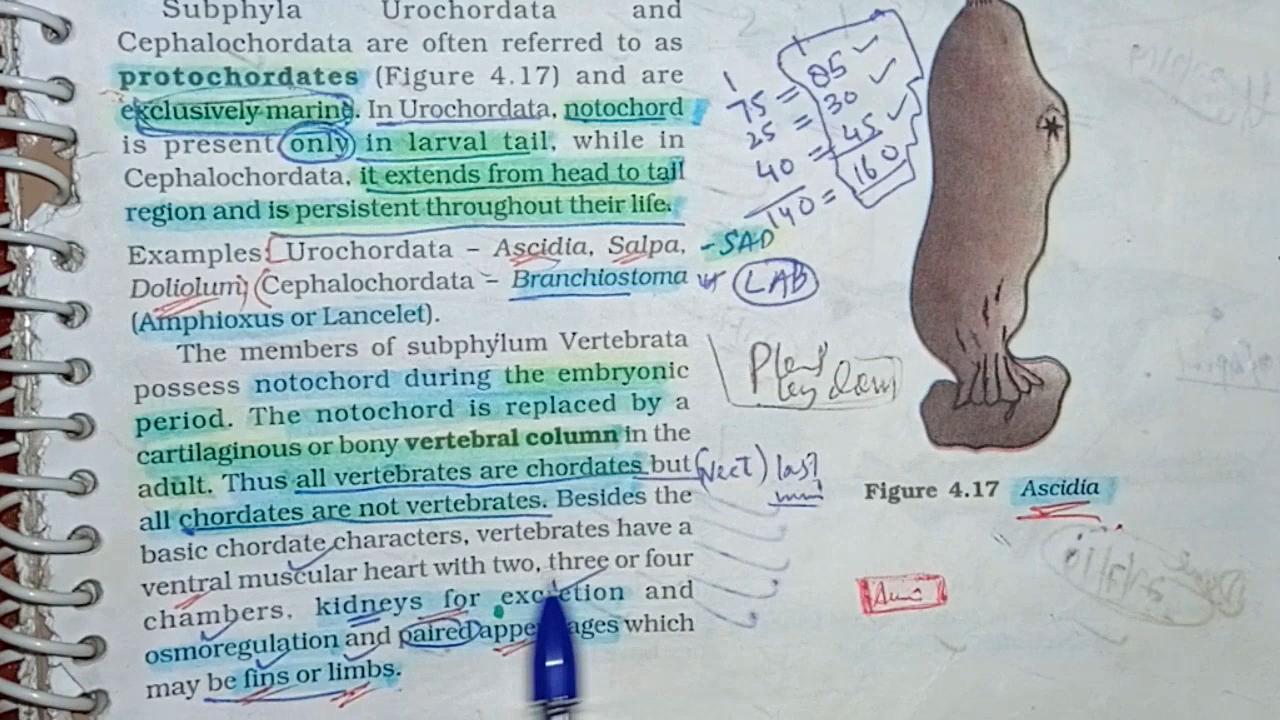 Subphyla Urochordata and
Cephalochordata are often referred to as
protochordates (Figure 4.17) and are
exclusively marine. In Urochordata, notochord
is present only in larval tail, while in
Cephalochordata, it extends from head to tail
region and is persistent throughout their life.
Examples: Urochordata – Ascidia, Salpa,
Doliolum; Cephalochordata – Branchiostoma
(Amphioxus or Lancelet).
The members of subphylum Vertebrata
possess notochord during the embryonic
period. The notochord is replaced by a
cartilaginous or bony vertebral column in the
adult. Thus all vertebrates are chordates but
all chordates are not vertebrates. Besides the
basic chordate characters, vertebrates have a
ventral muscular heart with two, three or four
chambers, kidneys for excretion and
osmoregulation and paired appendages which
may be fins or limbs.
1
75 = 85
25 = 30
40 = 45
140 = 160
- SAD
LAB
last
Figure 4.17 Ascidia